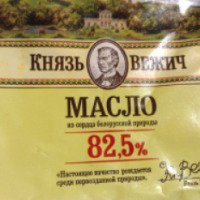 Князь Вежич
МАСЛО
из сердца белорусской природы
82,5%
«Настоящее качество рождается
среди первозданной природы».